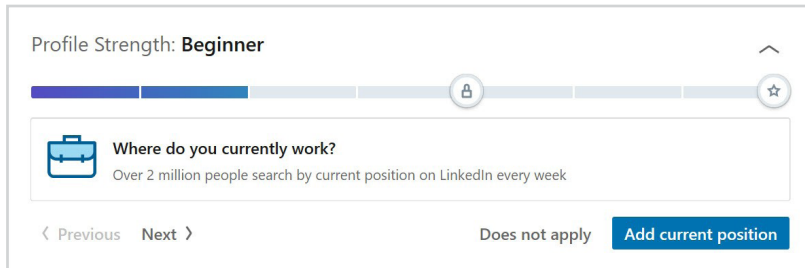 Profile Strength: Beginner
Where do you currently work?
Over 2 million people search by current position on LinkedIn every week
Previous Next Does not apply Add current position